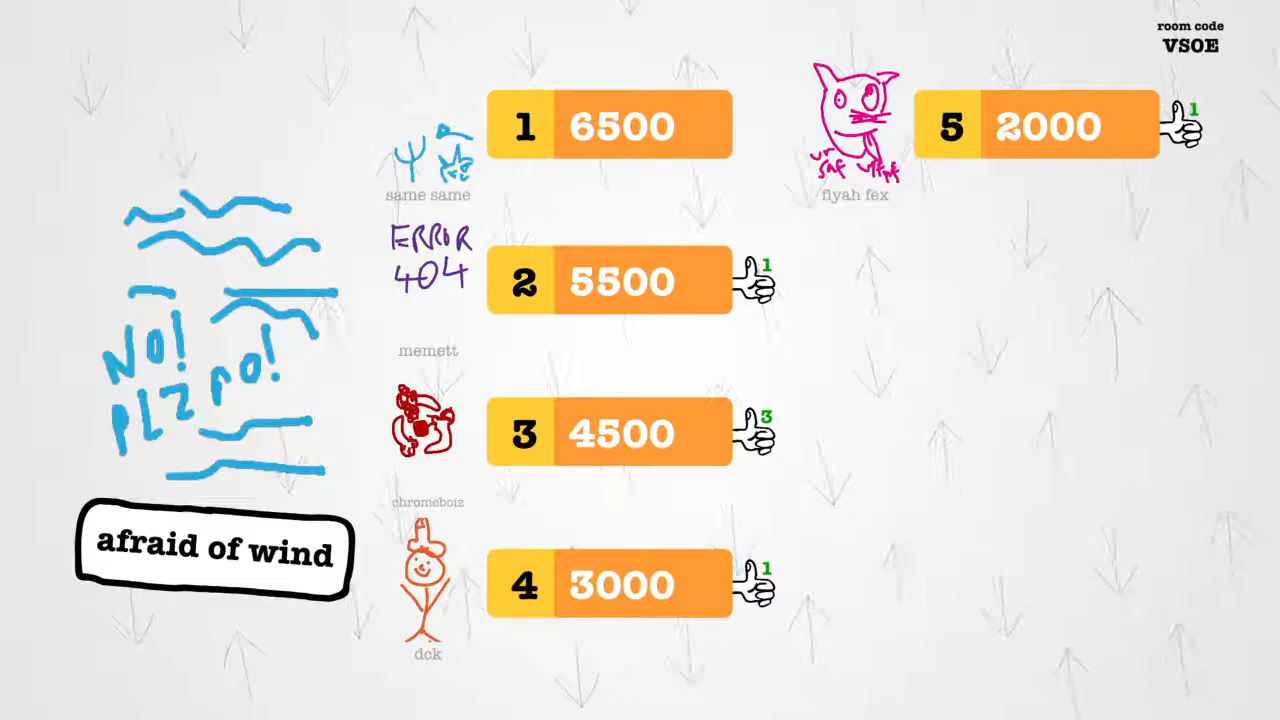 room code
VSOE
1 6500
same same
ERROR
404
2 5500
1
memett
3 4500
3
chromeboiz
4 3000
1
dck
5 2000
1
fiyah fex
NO!
PLZ NO!
afraid of wind